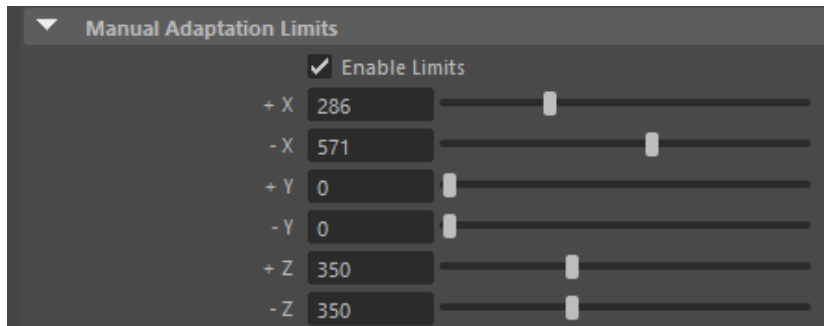 Manual Adaptation Limits
Enable Limits
+ X 286
- X 571
+ Y 0
- Y 0
+ Z 350
- Z 350